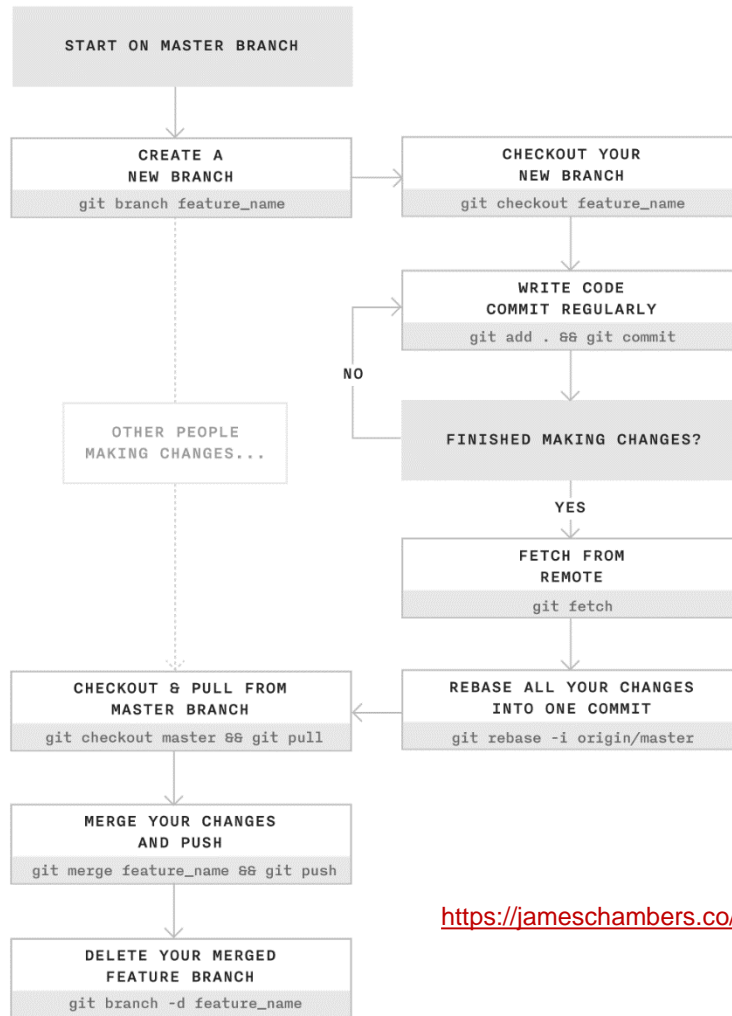 START ON MASTER BRANCH
CREATE A
NEW BRANCH
git branch feature_name
CHECKOUT YOUR
NEW BRANCH
git checkout feature_name
WRITE CODE
COMMIT REGULARLY
git add . && git commit
NO
OTHER PEOPLE
MAKING CHANGES...
FINISHED MAKING CHANGES?
YES
FETCH FROM
REMOTE
git fetch
REBASE ALL YOUR CHANGES
INTO ONE COMMIT
git rebase -i origin/master
CHECKOUT & PULL FROM
MASTER BRANCH
git checkout master && git pull
MERGE YOUR CHANGES
AND PUSH
git merge feature_name && git push
https://jameschambers.co/
DELETE YOUR MERGED
FEATURE BRANCH
git branch -d feature_name